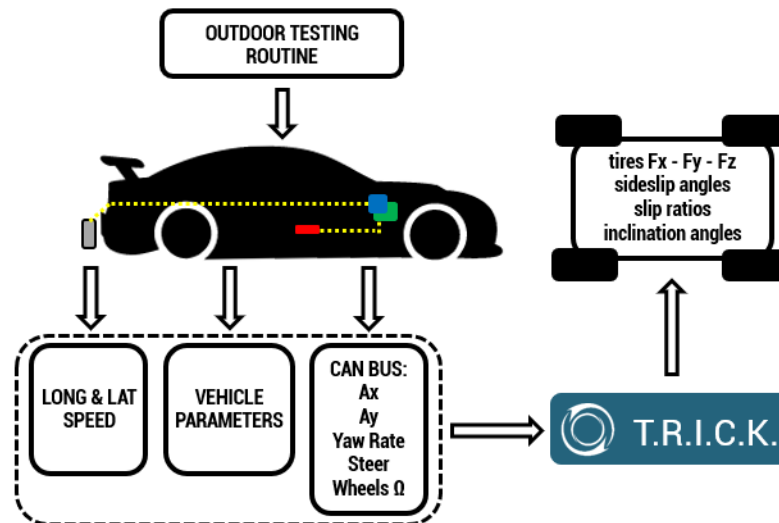 OUTDOOR TESTING
ROUTINE
tires Fx - Fy - Fz
sideslip angles
slip ratios
inclination angles
LONG & LAT
SPEED
VEHICLE
PARAMETERS
CAN BUS:
Ax
Ay
Yaw Rate
Steer
Wheels Ω
T.R.I.C.K.